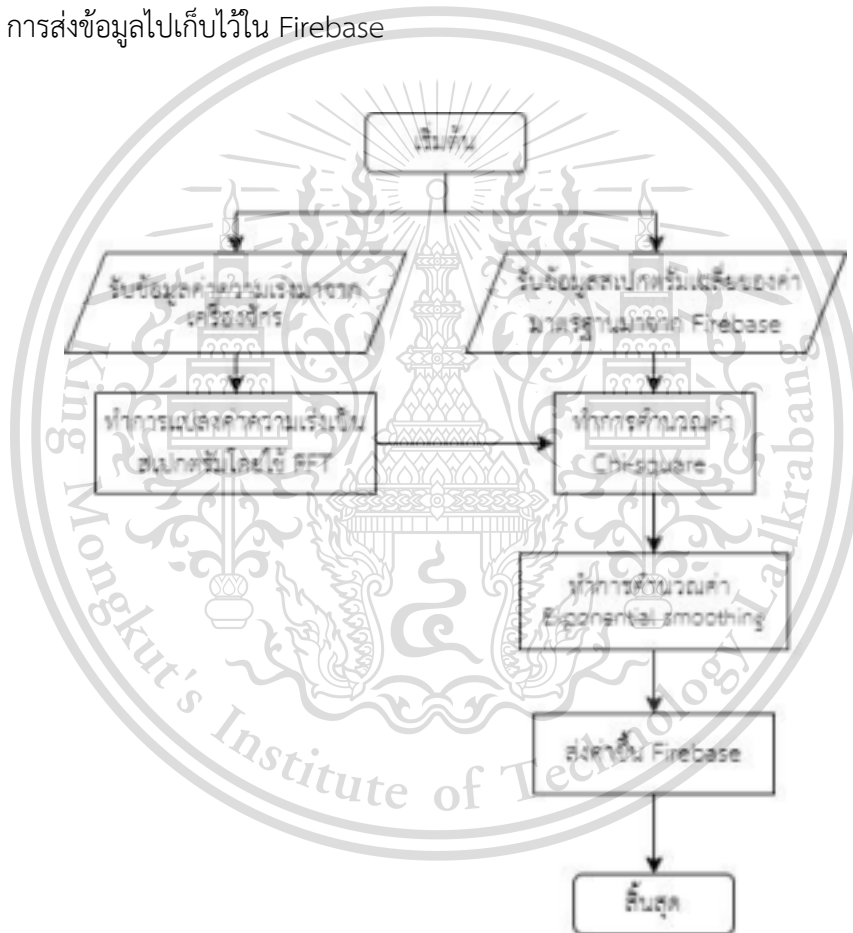 การส่งข้อมูลไปเก็บไว้ใน Firebase
เริ่มต้น
รับข้อมูลค่าความเร่งมาจาก
เครื่องจักร
รับข้อมูลสเปกตรัมเฉลี่ยของค่า
มาตรฐานมาจาก Firebase
ทำการแปลงค่าความเร่งเป็น
สเปกตรัมโดยใช้ FFT
ทำการคำนวณค่า
Chi-square
ทำการคำนวณค่า
Exponential smoothing
ส่งค่าขึ้น Firebase
สิ้นสุด
King Mongkut's Institute of Technology Ladkrabang